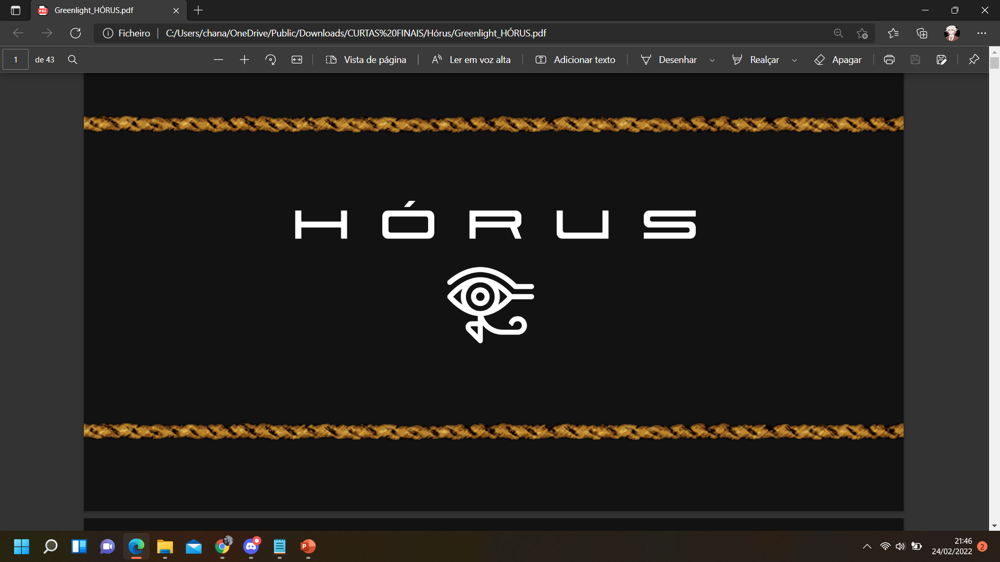 Greenlight_HÓRUS.pdf
Ficheiro
C:/Users/chana/OneDrive/Public/Downloads/CURTAS%20FINAIS/Hórus/Greenlight_HÓRUS.pdf
1 de 43
Vista de página
Ler em voz alta
Adicionar texto
Desenhar
Realçar
Apagar
HÓRUS
21:46
24/02/2022
2